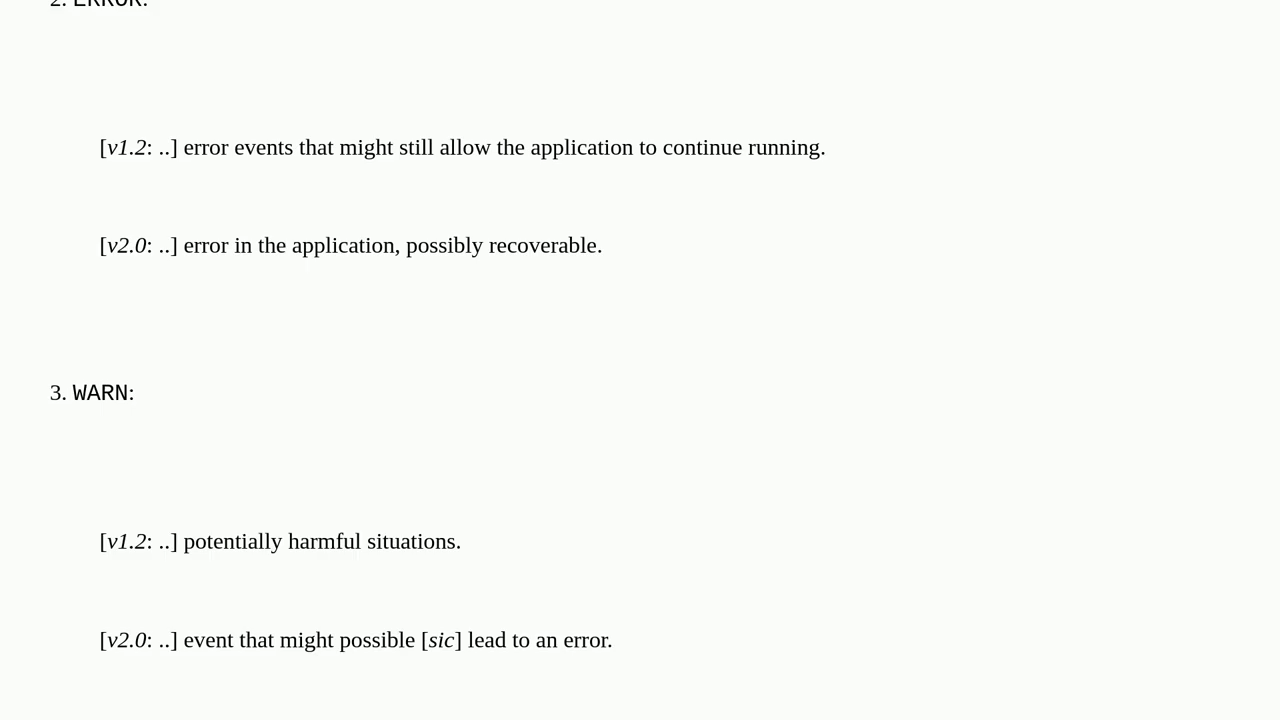 2. ERROR:
[v1.2: ..] error events that might still allow the application to continue running.
[v2.0: ..] error in the application, possibly recoverable.
3. WARN:
[v1.2: ..] potentially harmful situations.
[v2.0: ..] event that might possible [sic] lead to an error.